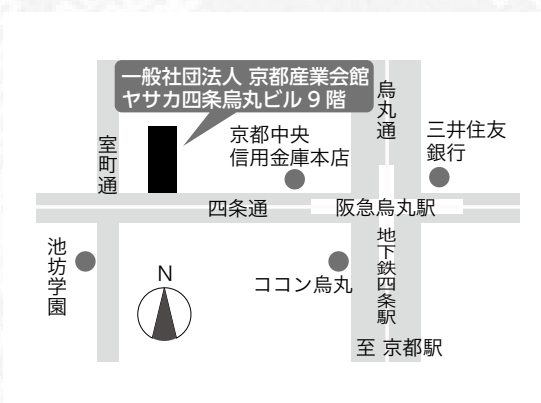 一般社団法人 京都産業会館
ヤサカ四条烏丸ビル 9 階
烏丸通
室町通
京都中央
信用金庫本店
三井住友
銀行
四条通
阪急烏丸駅
池坊学園
地下鉄四条駅
N
ココン烏丸
至 京都駅